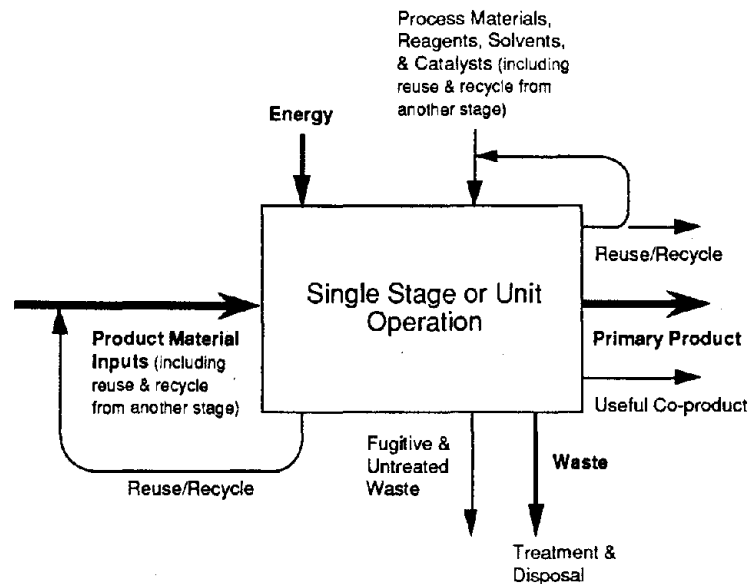 Process Materials,
Reagents, Solvents,
& Catalysts (including
reuse & recycle from
another stage)
Energy
Reuse/Recycle
Single Stage or Unit
Operation
Product Material
Inputs (including
reuse & recycle
from another stage)
Primary Product
Useful Co-product
Reuse/Recycle
Fugitive &
Untreated
Waste
Waste
Treatment &
Disposal